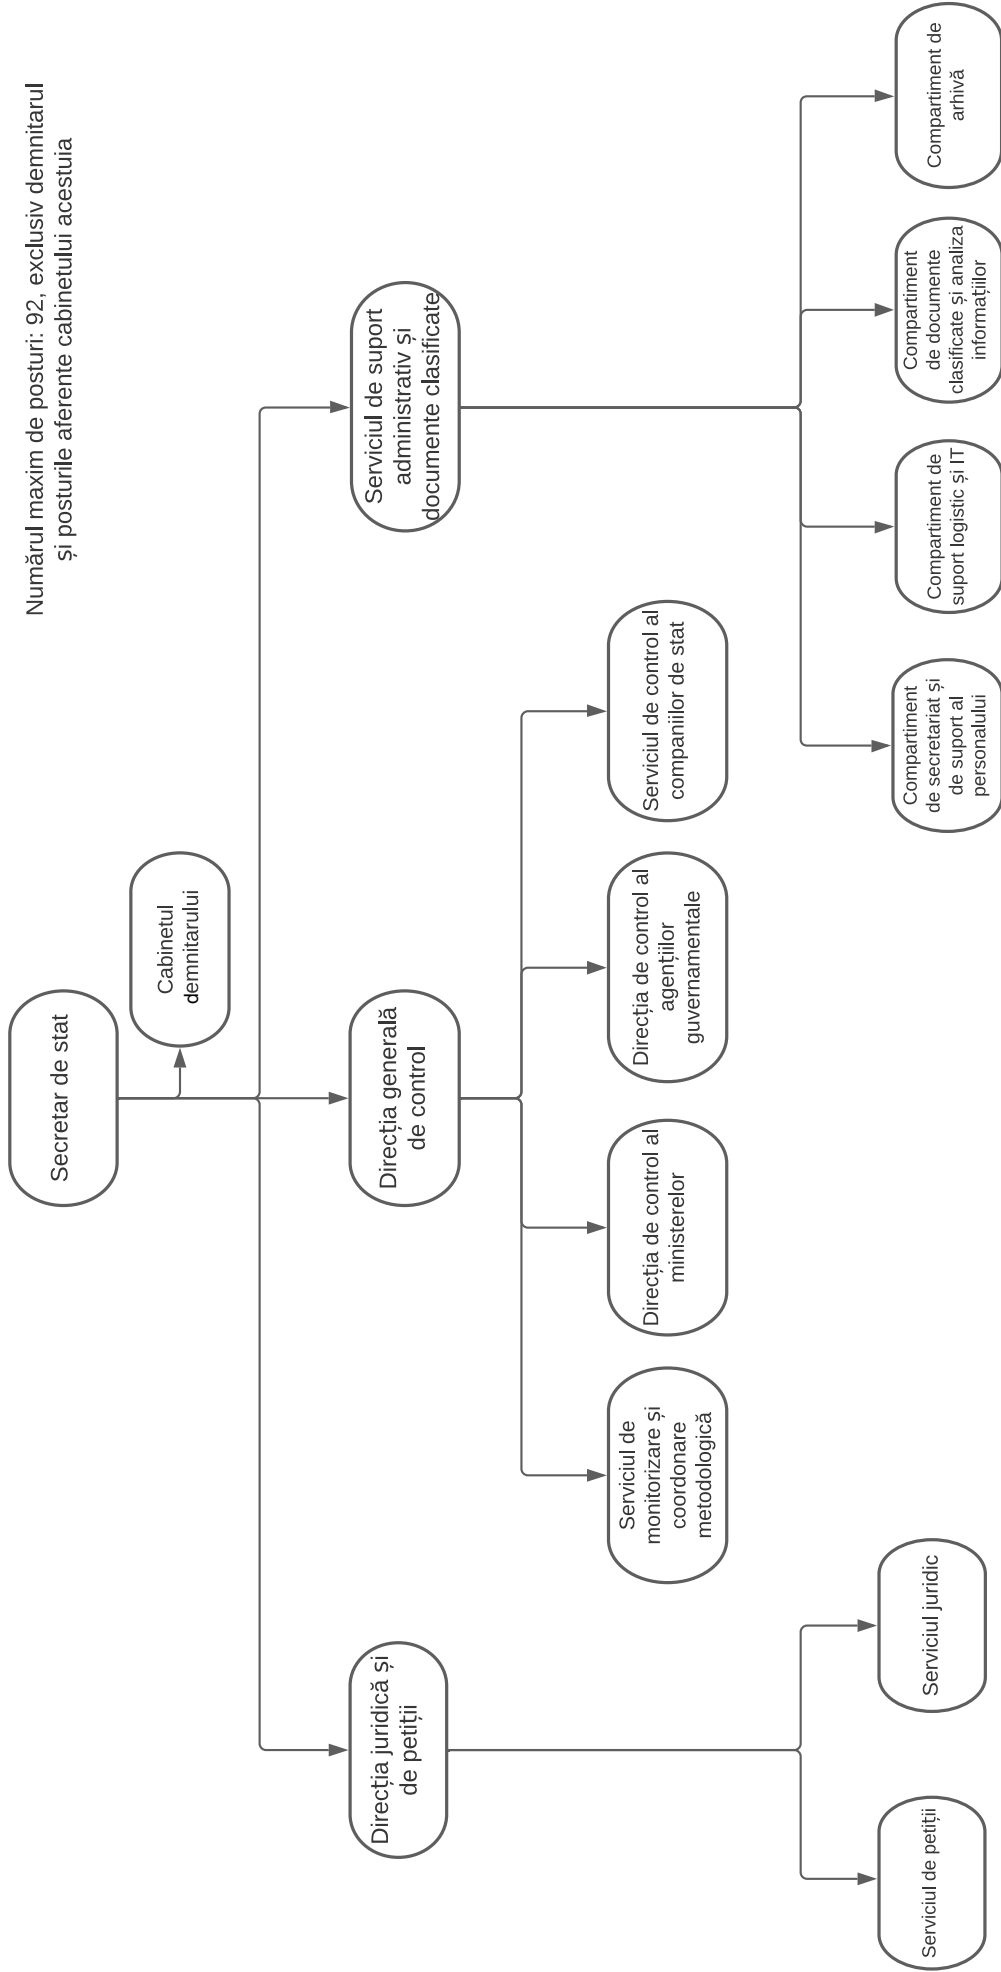 Numărul maxim de posturi: 92, exclusiv demnitarul
și posturile aferente cabinetului acestuia
Secretar de stat
Cabinetul
demnitarului
Direcția juridică și
de petiții
Direcția generală
de control
Serviciul de suport
administrativ și
documente clasificate
Serviciul de
monitorizare și
coordonare
metodologică
Direcția de control al
ministerelor
Direcția de control al
agențiilor
guvernamentale
Serviciul de control al
companiilor de stat
Serviciul de petiții
Serviciul juridic
Compartiment
de secretariat și
de suport al
personalului
Compartiment de
suport logistic și IT
Compartiment
de documente
clasificate și analiza
informațiilor
Compartiment de
arhivă